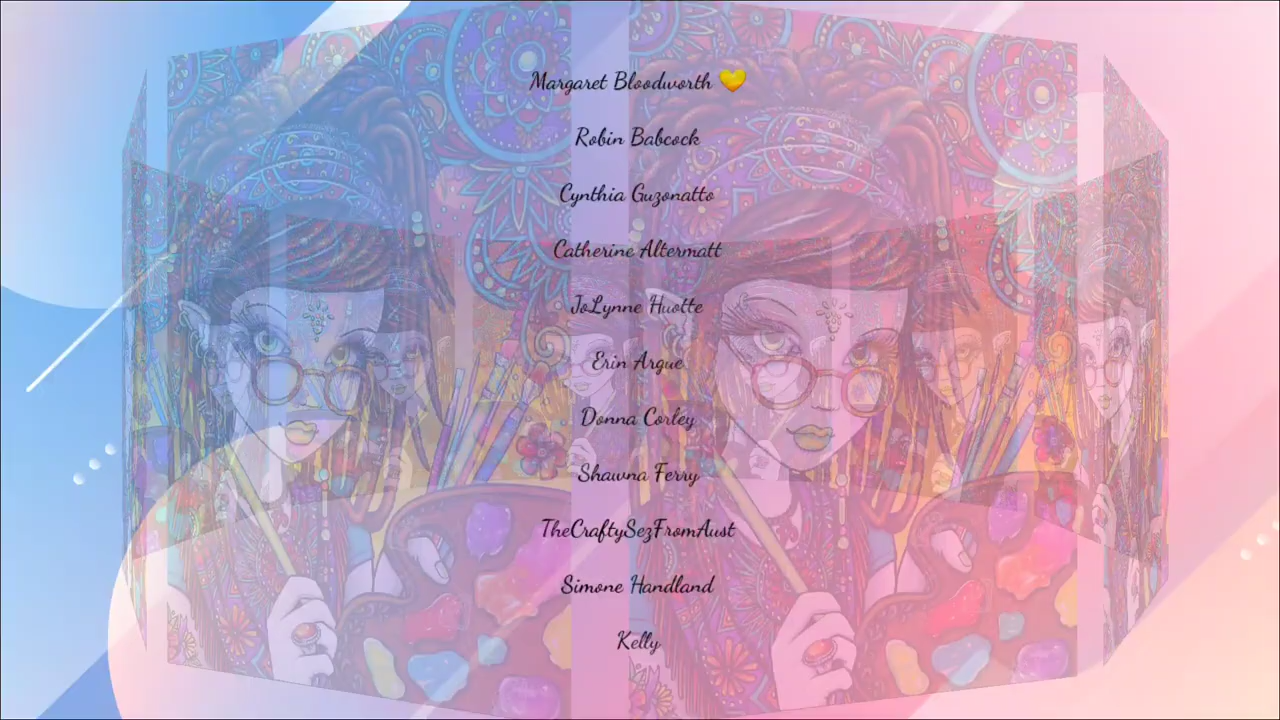 Margaret Bloodworth 💛
Robin Babcock
Cynthia Guzonatto
Catherine Altermatt
JoLynne Huotte
Erin Argue
Donna Corley
Shawna Ferry
TheCraftySezFromAust
Simone Handland
Kelly